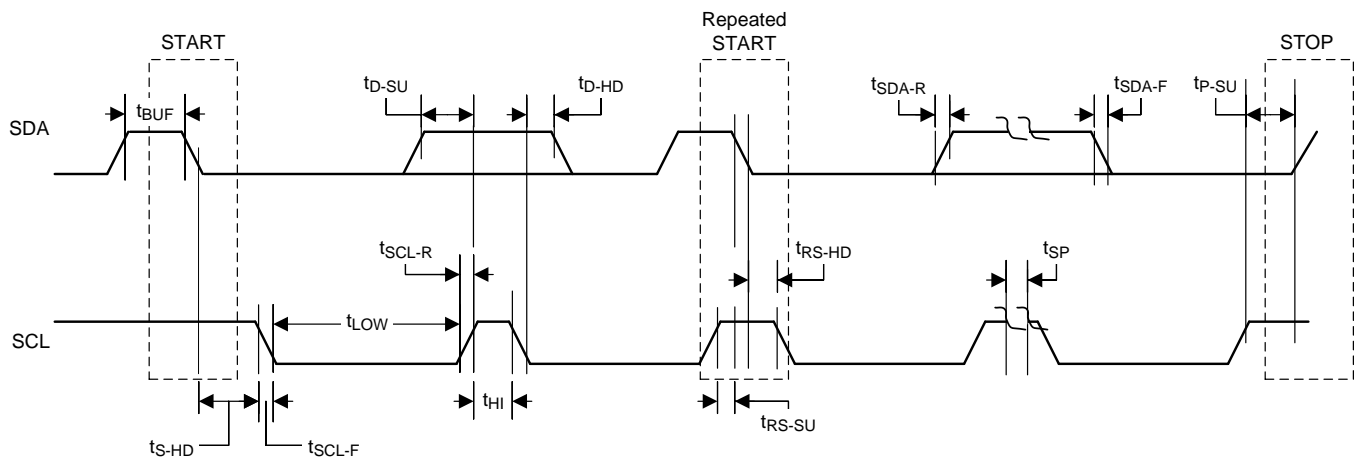 START
Repeated
START
STOP
SDA
tBUF
tD-SU
tD-HD
tSDA-R
tSDA-F
tP-SU
tSCL-R
tRS-HD
tSP
SCL
tLOW
tHI
tRS-SU
tS-HD
tSCL-F